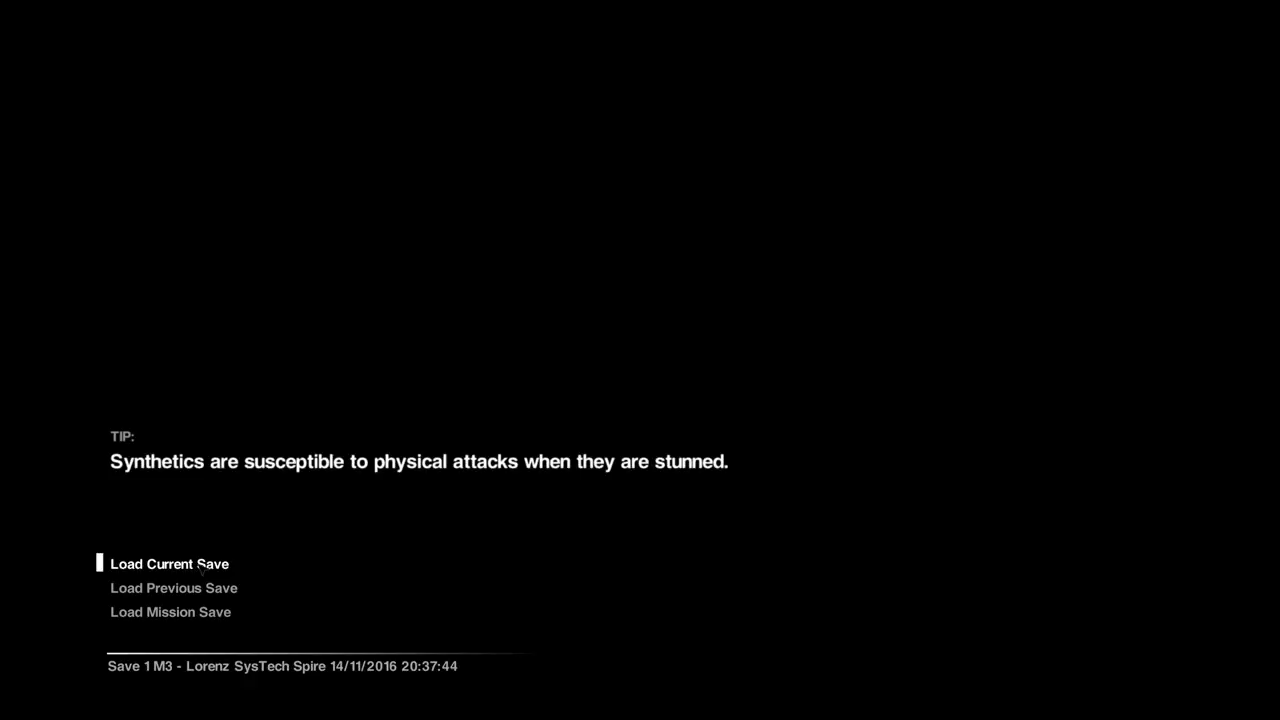 TIP:
Synthetics are susceptible to physical attacks when they are stunned.
Load Current Save
Load Previous Save
Load Mission Save
Save 1 M3 - Lorenz SysTech Spire 14/11/2016 20:37:44